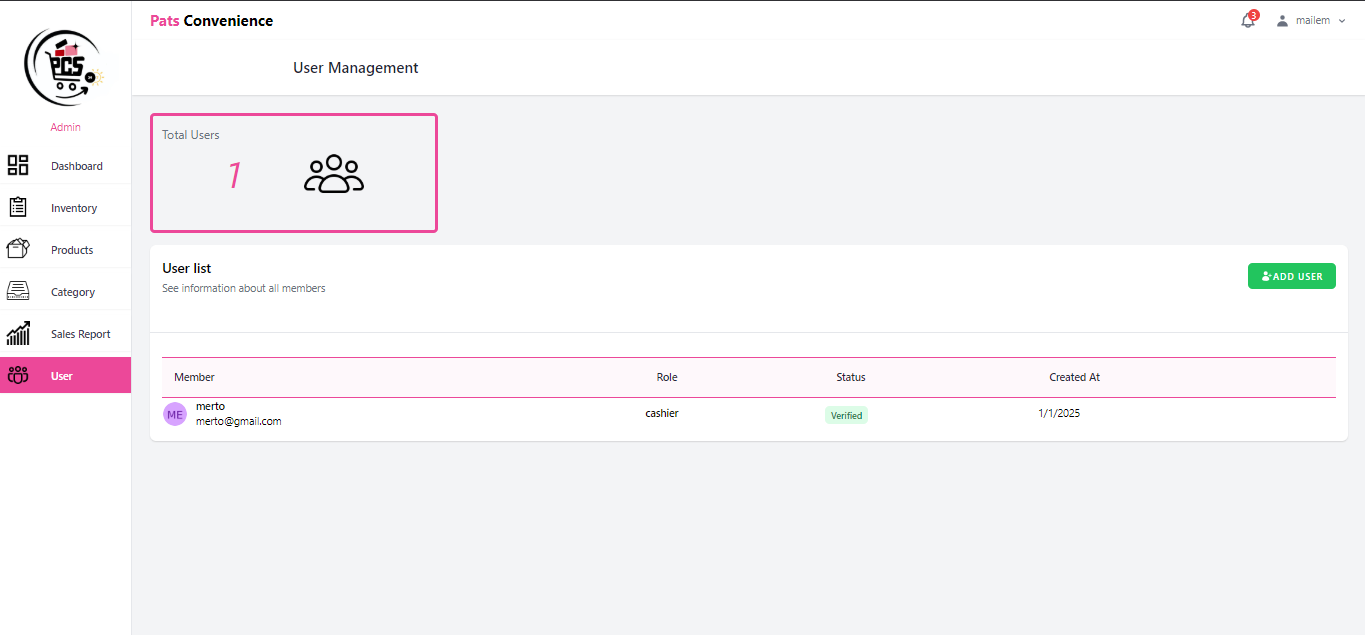 PCS
Admin
Dashboard
Inventory
Products
Category
Sales Report
User
Pats Convenience
3
mailem
User Management
Total Users
1
User list
See information about all members
ADD USER
Member Role Status Created At
ME
merto
merto@gmail.com
cashier
Verified
1/1/2025